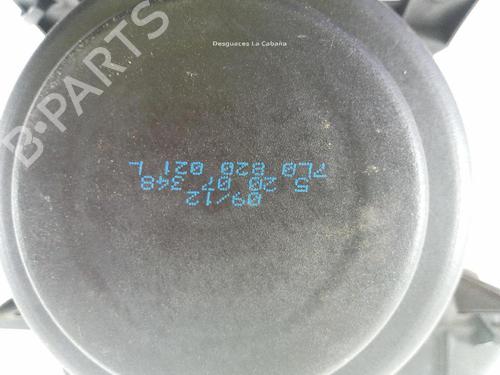 Desguaces La Cabaña
B-PARTS
7L0 820 021 L
5 20 07 348
09/12